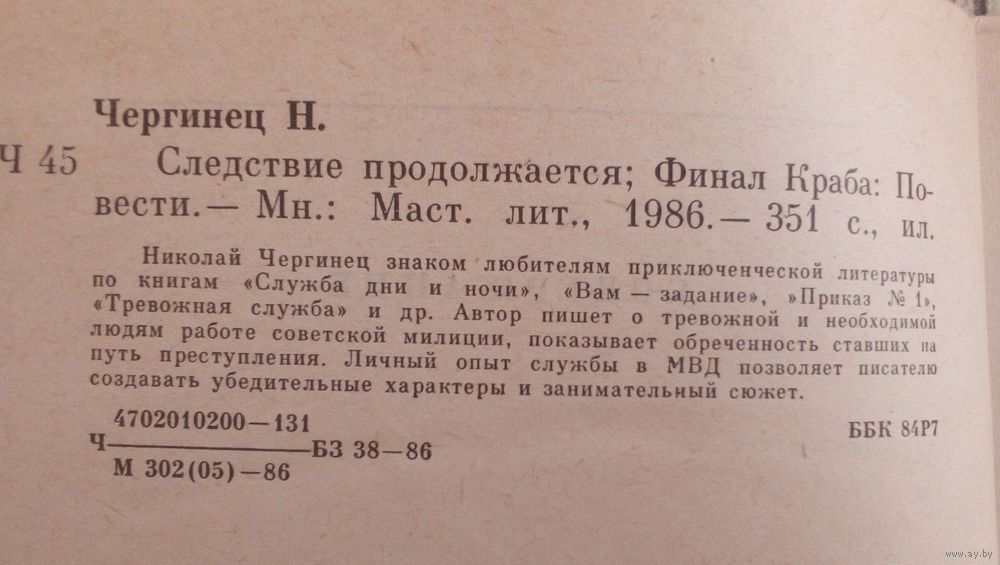 Чергинец Н.
Ч 45 Следствие продолжается; Финал Краба: По-
вести.— Мн.: Маст. лит., 1986.— 351 с., ил.
Николай Чергинец знаком любителям приключенческой литературы
по книгам «Служба дни и ночи», «Вам — задание», »Приказ № 1»,
«Тревожная служба» и др. Автор пишет о тревожной и необходимой
людям работе советской милиции, показывает обреченность ставших на
путь преступления. Личный опыт службы в МВД позволяет писателю
создавать убедительные характеры и занимательный сюжет.
4702010200—131
Ч———БЗ 38—86
М 302(05)—86
ББК 84Р7
www.ay.by